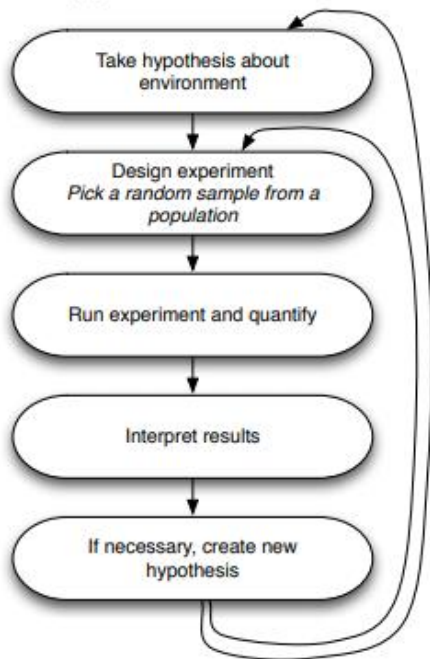 Take hypothesis about
environment
Design experiment
Pick a random sample from a
population
Run experiment and quantify
Interpret results
If necessary, create new
hypothesis